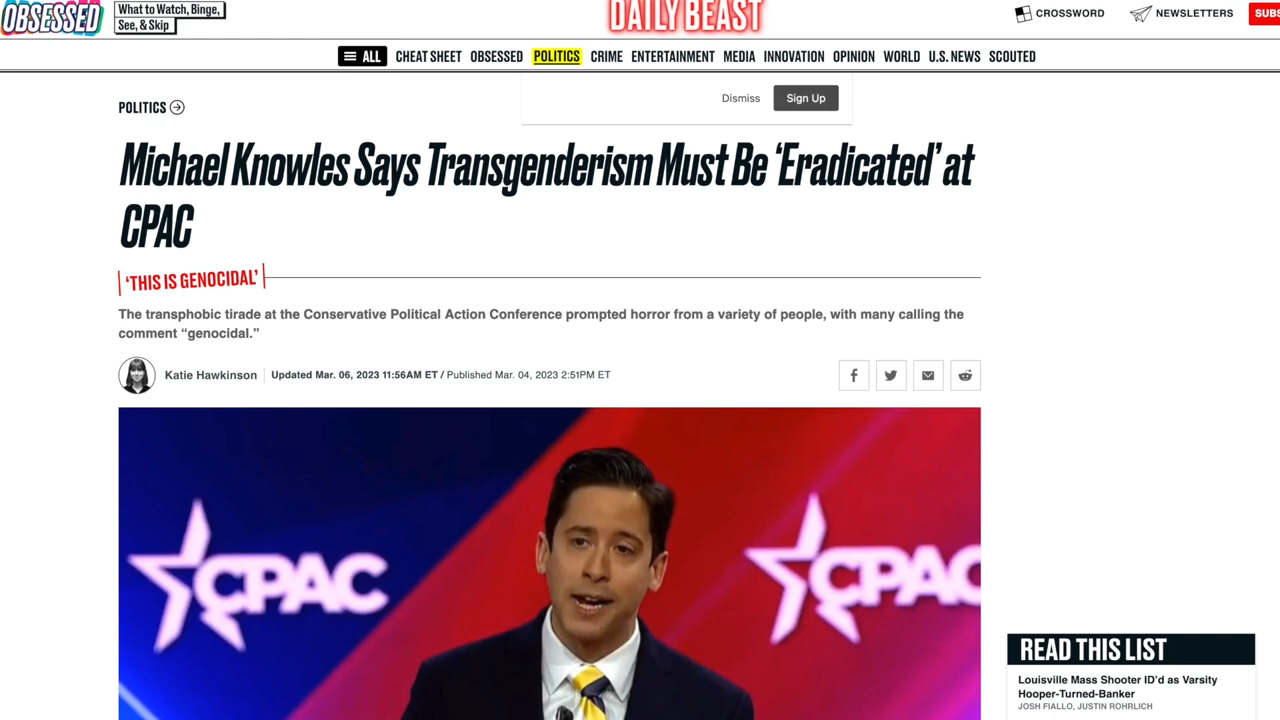 OBSESSED
What to Watch, Binge,
See, & Skip
DAILY BEAST
CROSSWORD
NEWSLETTERS
SUBS
ALL
CHEAT SHEET
OBSESSED
POLITICS
CRIME
ENTERTAINMENT
MEDIA
INNOVATION
OPINION
WORLD
U.S. NEWS
SCOUTED
Dismiss
Sign Up
POLITICS
Michael Knowles Says Transgenderism Must Be ‘Eradicated’ at
CPAC
‘THIS IS GENOCIDAL’
The transphobic tirade at the Conservative Political Action Conference prompted horror from a variety of people, with many calling the
comment “genocidal.”
Katie Hawkinson
Updated Mar. 06, 2023 11:56AM ET / Published Mar. 04, 2023 2:51PM ET
CPAC
CPAC
READ THIS LIST
Louisville Mass Shooter ID’d as Varsity
Hooper-Turned-Banker
JOSH FIALLO, JUSTIN ROHRLICH